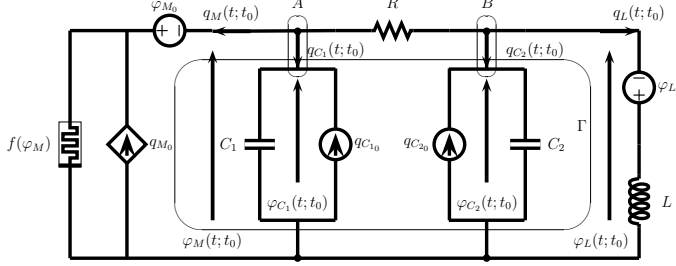 φ_{M_0} q_M(t;t_0) A R B q_L(t;t_0)
+ −
q_{C_1}(t;t_0) q_{C_2}(t;t_0)
− + φ_L
f(φ_M) q_{M_0} C_1 q_{C_{1_0}} q_{C_{2_0}} C_2 Γ
φ_{C_1}(t;t_0) φ_{C_2}(t;t_0) L
φ_M(t;t_0) φ_L(t;t_0)